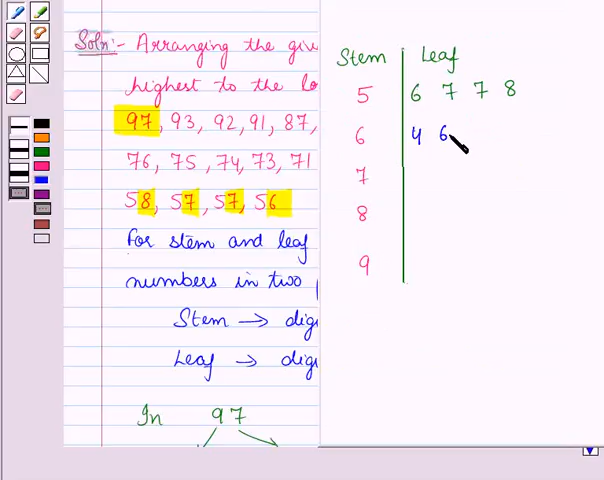 Soln:- Arranging the giv
highest to the lo
97, 93, 92, 91, 87,
76, 75, 74, 73, 71
58, 57, 57, 56
For stem and leaf
numbers in two
Stem → dig
Leaf → dig
In 97
Stem Leaf
5 6 7 7 8
6 4 6
7
8
9